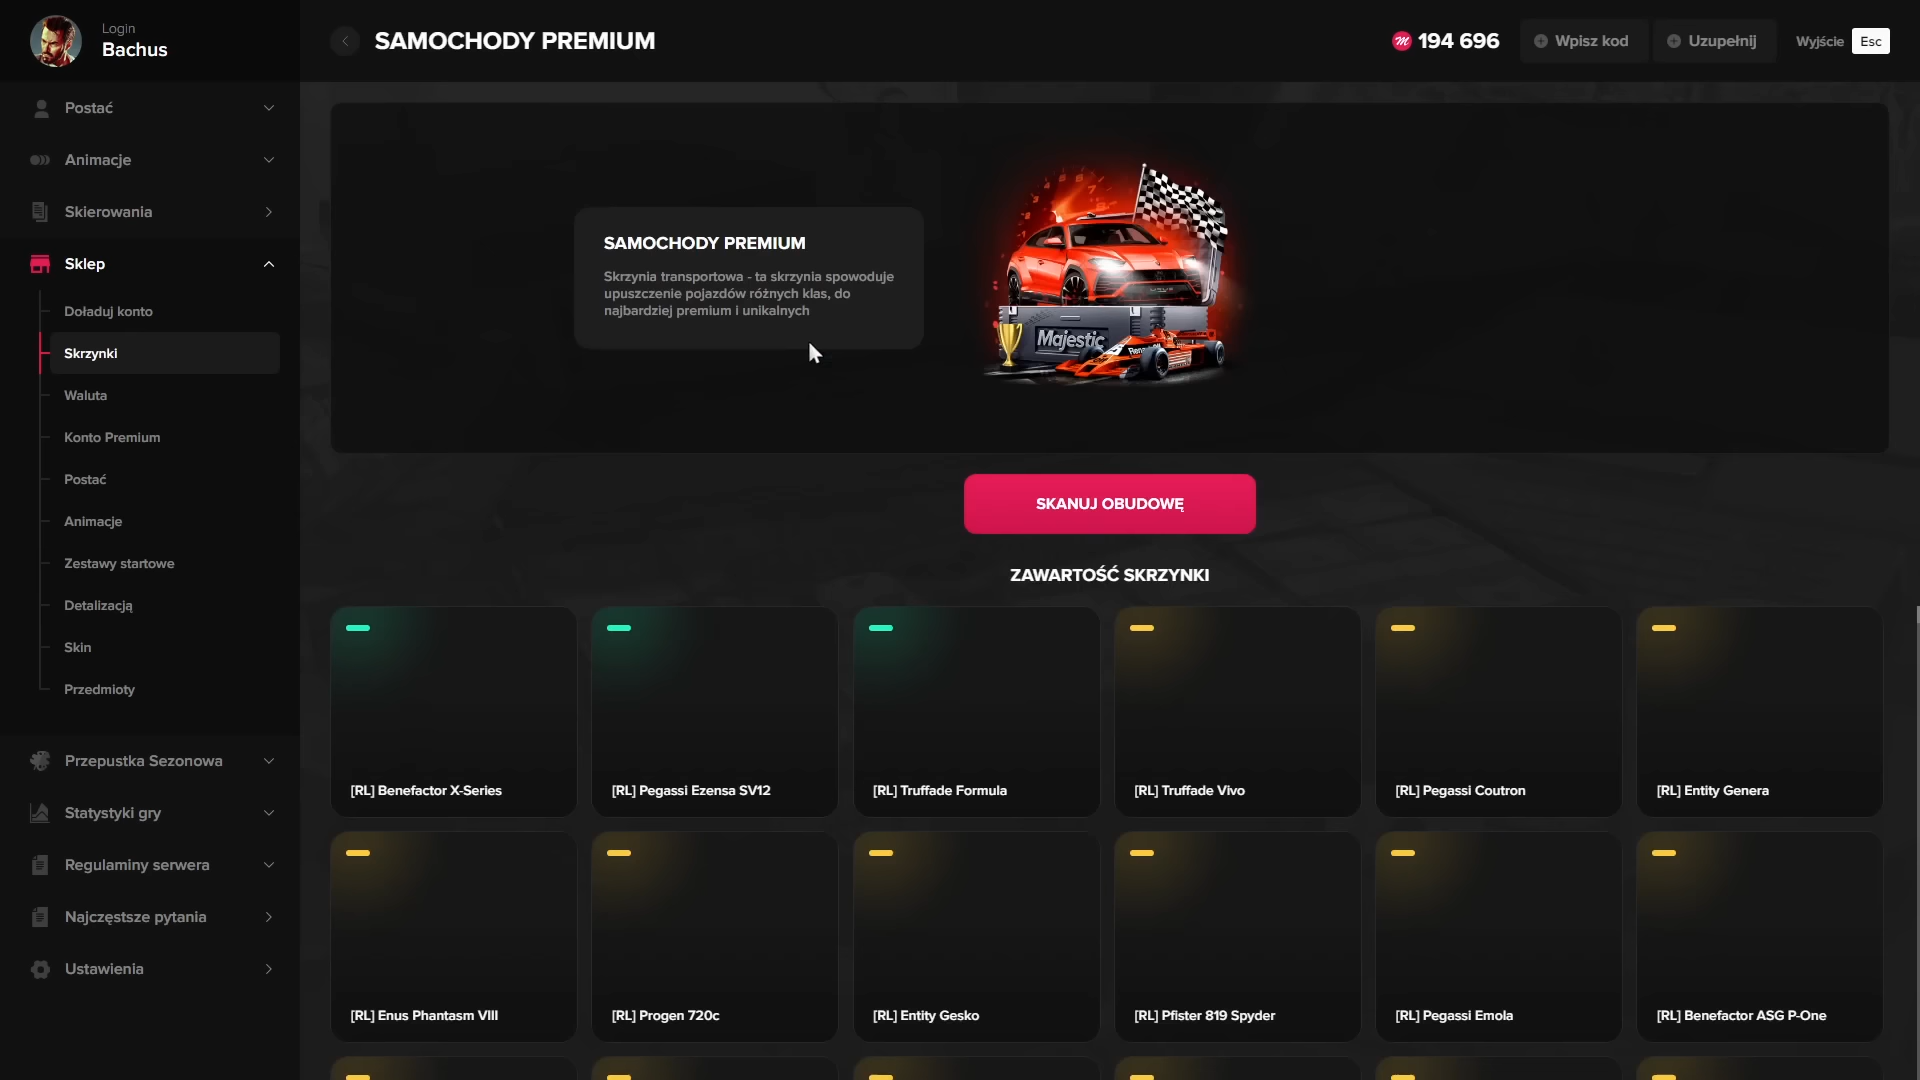 Login
Bachus
SAMOCHODY PREMIUM
194 696
Wpisz kod
Uzupełnij
Wyjście
Esc
Postać
Animacje
Skierowania
Sklep
Doładuj konto
Skrzynki
Waluta
Konto Premium
Postać
Animacje
Zestawy startowe
Detalizacją
Skin
Przedmioty
Przepustka Sezonowa
Statystyki gry
Regulaminy serwera
Najczęstsze pytania
Ustawienia
SAMOCHODY PREMIUM
Skrzynia transportowa - ta skrzynia spowoduje
upuszczenie pojazdów różnych klas, do
najbardziej premium i unikalnych
Majestic
SKANUJ OBUDOWĘ
ZAWARTOŚĆ SKRZYNKI
[RL] Benefactor X-Series
[RL] Pegassi Ezensa SV12
[RL] Truffade Formula
[RL] Truffade Vivo
[RL] Pegassi Coutron
[RL] Entity Genera
[RL] Enus Phantasm VIII
[RL] Progen 720c
[RL] Entity Gesko
[RL] Pfister 819 Spyder
[RL] Pegassi Emola
[RL] Benefactor ASG P-One